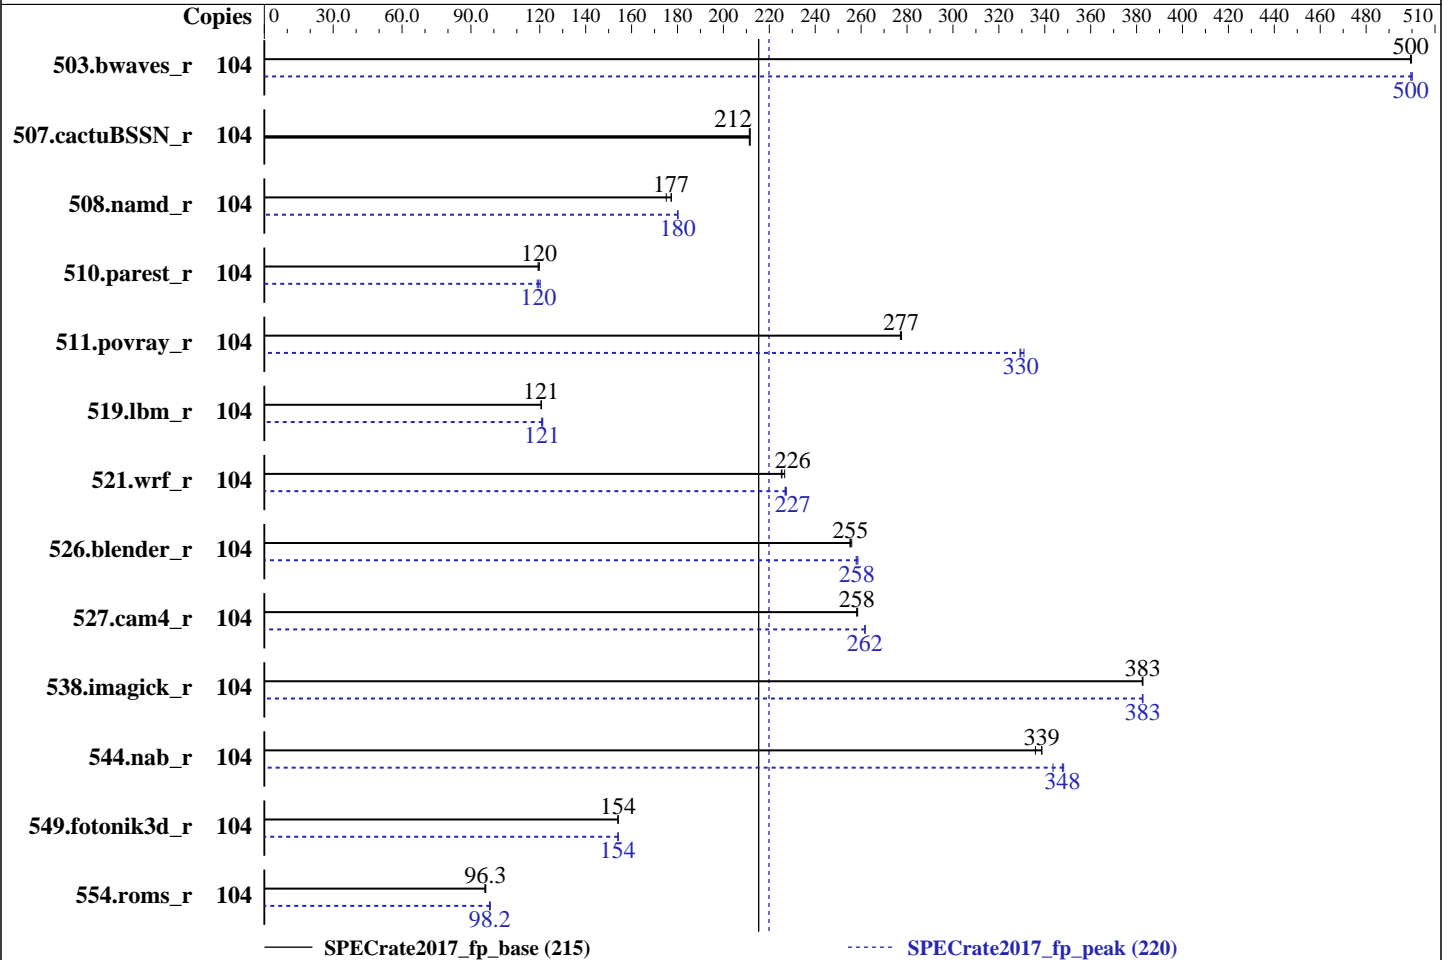 Copies 0 30.0 60.0 90.0 120 140 160 180 200 220 240 260 280 300 320 340 360 380 400 420 440 460 480 510
500
503.bwaves_r 104
500
212
507.cactuBSSN_r 104
177
508.namd_r 104
180
120
510.parest_r 104
120
277
511.povray_r 104
330
121
519.lbm_r 104
121
226
521.wrf_r 104
227
255
526.blender_r 104
258
258
527.cam4_r 104
262
383
538.imagick_r 104
383
339
544.nab_r 104
348
154
549.fotonik3d_r 104
154
96.3
554.roms_r 104
98.2
SPECrate2017_fp_base (215) SPECrate2017_fp_peak (220)